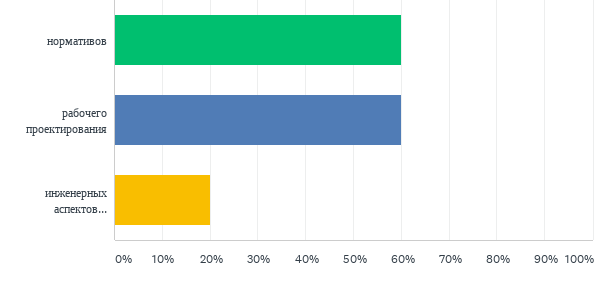 нормативов
рабочего
проектирования
инженерных
аспектов...
0% 10% 20% 30% 40% 50% 60% 70% 80% 90% 100%